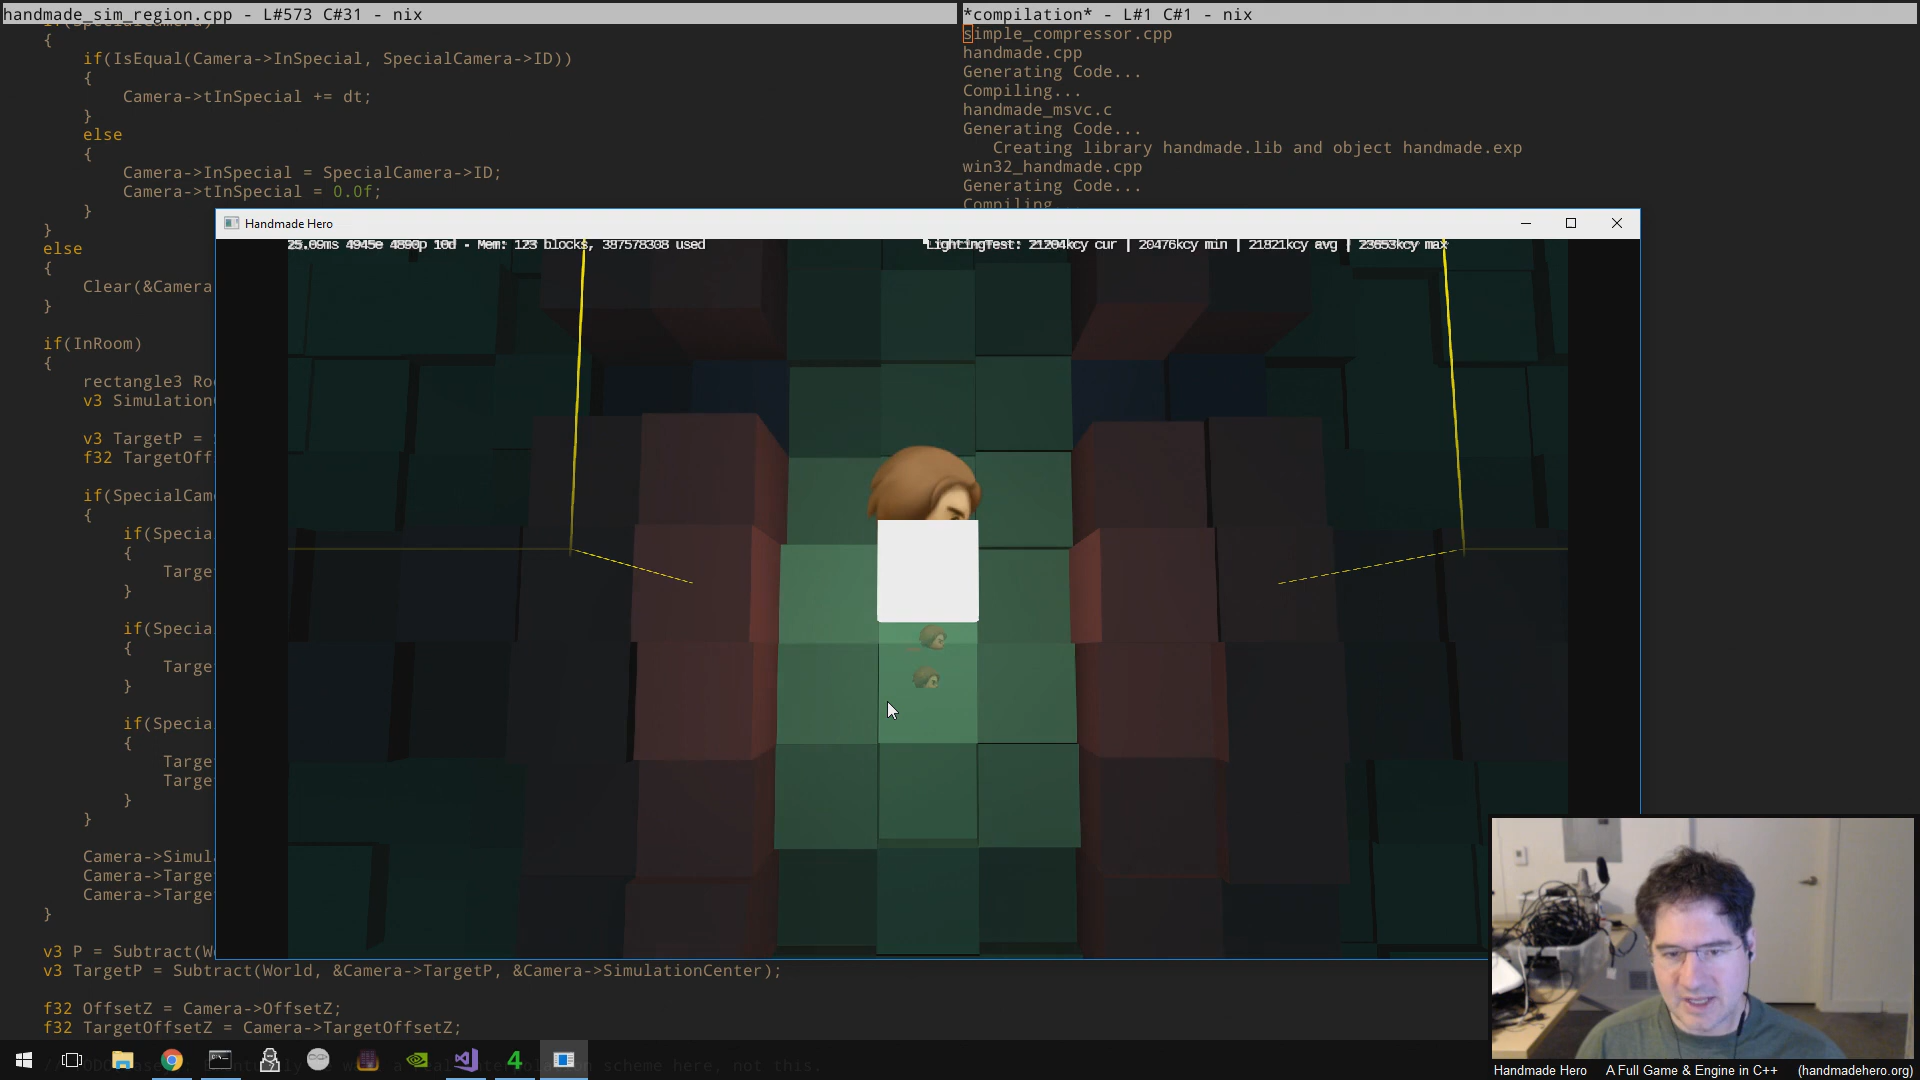 handmade_sim_region.cpp - L#573 C#31 - nix
{
if(IsEqual(Camera->InSpecial, SpecialCamera->ID))
{
Camera->tInSpecial += dt;
}
else
{
Camera->InSpecial = SpecialCamera->ID;
Camera->tInSpecial = 0.0f;
}
}
else
{
Clear(&Camera
}
if(InRoom)
{
rectangle3 Ro
v3 Simulation
v3 TargetP =
f32 TargetOff
if(SpecialCam
{
if(Specia
{
Targe
}
if(Specia
{
Targe
}
if(Specia
{
Targe
Targe
}
}
Camera->Simul
Camera->Targe
Camera->Targe
}
v3 P = Subtract(W
v3 TargetP = Subtract(World, &Camera->TargetP, &Camera->SimulationCenter);
f32 OffsetZ = Camera->OffsetZ;
f32 TargetOffsetZ = Camera->TargetOffsetZ;
*compilation* - L#1 C#1 - nix
simple_compressor.cpp
handmade.cpp
Generating Code...
Compiling...
handmade_msvc.c
Generating Code...
Creating library handmade.lib and object handmade.exp
win32_handmade.cpp
Generating Code...
Compiling...
Handmade Hero
10d - Mem: 123 blocks, 387578308 used
LightingTest: 21204kcy cur | 20476kcy min | 21821kcy avg | 23653kcy max
Handmade Hero A Full Game & Engine in C++ (handmadehero.org)